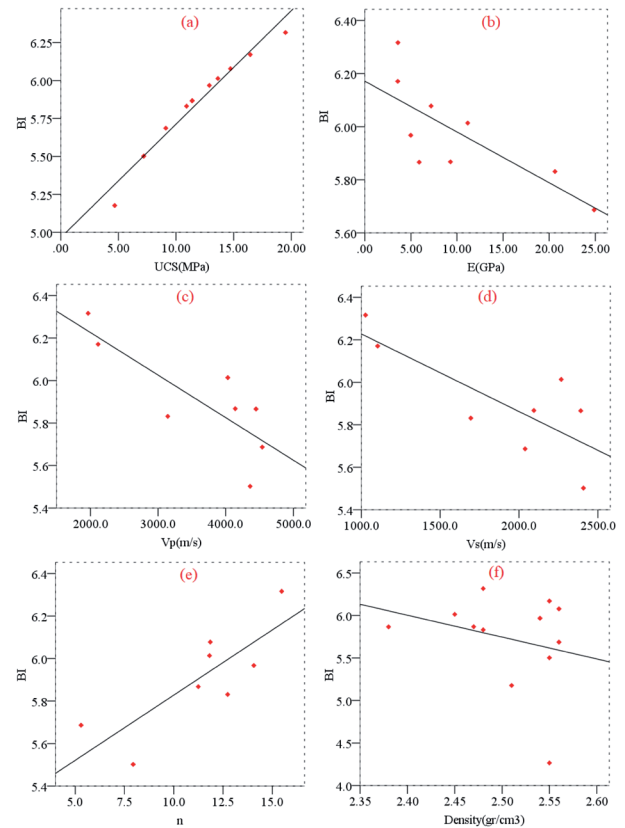 (a)
6.25
6.00
5.75
5.50
5.25
5.00
BI
.00 5.00 10.00 15.00 20.00
UCS(MPa)
(b)
6.40
6.20
6.00
5.80
5.60
BI
.00 5.00 10.00 15.00 20.00 25.00
E(GPa)
(c)
6.4
6.2
6.0
5.8
5.6
5.4
BI
2000.0 3000.0 4000.0 5000.0
Vp(m/s)
(d)
6.4
6.2
6.0
5.8
5.6
5.4
BI
1000.0 1500.0 2000.0 2500.0
Vs(m/s)
(e)
6.4
6.2
6.0
5.8
5.6
5.4
BI
5.0 7.5 10.0 12.5 15.0
n
(f)
6.5
6.0
5.5
5.0
4.5
4.0
BI
2.35 2.40 2.45 2.50 2.55 2.60
Density(gr/cm3)